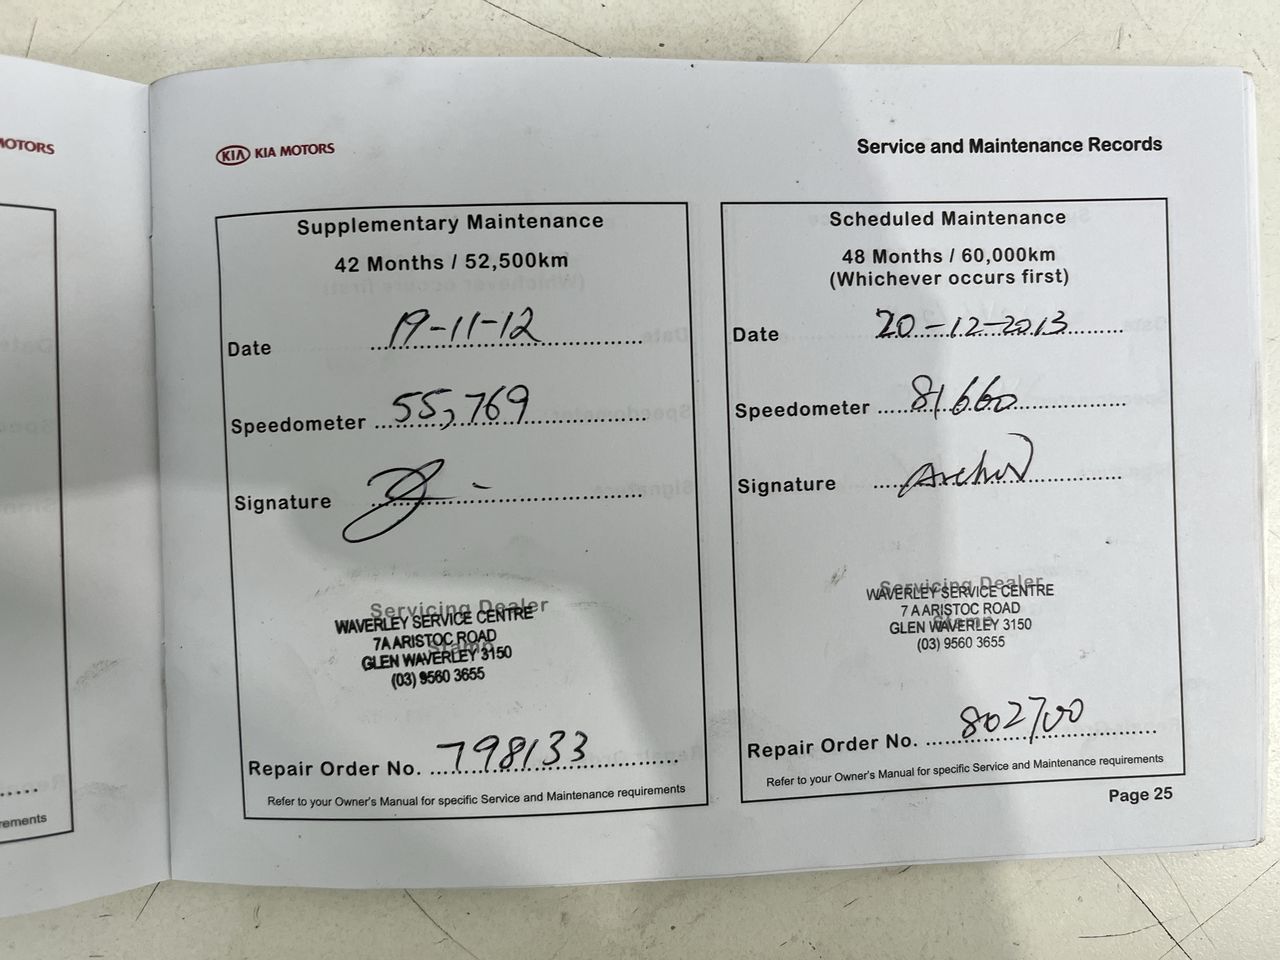 MOTORS
rements
KIA KIA MOTORS
Service and Maintenance Records
Supplementary Maintenance
42 Months / 52,500km
Date 19-11-12
Speedometer 55,769
Signature
Servicing Dealer
Stamp
WAVERLEY SERVICE CENTRE
7A ARISTOC ROAD
GLEN WAVERLEY 3150
(03) 9560 3655
Repair Order No. 798133
Refer to your Owner's Manual for specific Service and Maintenance requirements
Scheduled Maintenance
48 Months / 60,000km
(Whichever occurs first)
Date 20-12-2013
Speedometer 81660
Signature
Servicing Dealer
Stamp
WAVERLEY SERVICE CENTRE
7A ARISTOC ROAD
GLEN WAVERLEY 3150
(03) 9560 3655
Repair Order No. 802700
Refer to your Owner's Manual for specific Service and Maintenance requirements
Page 25